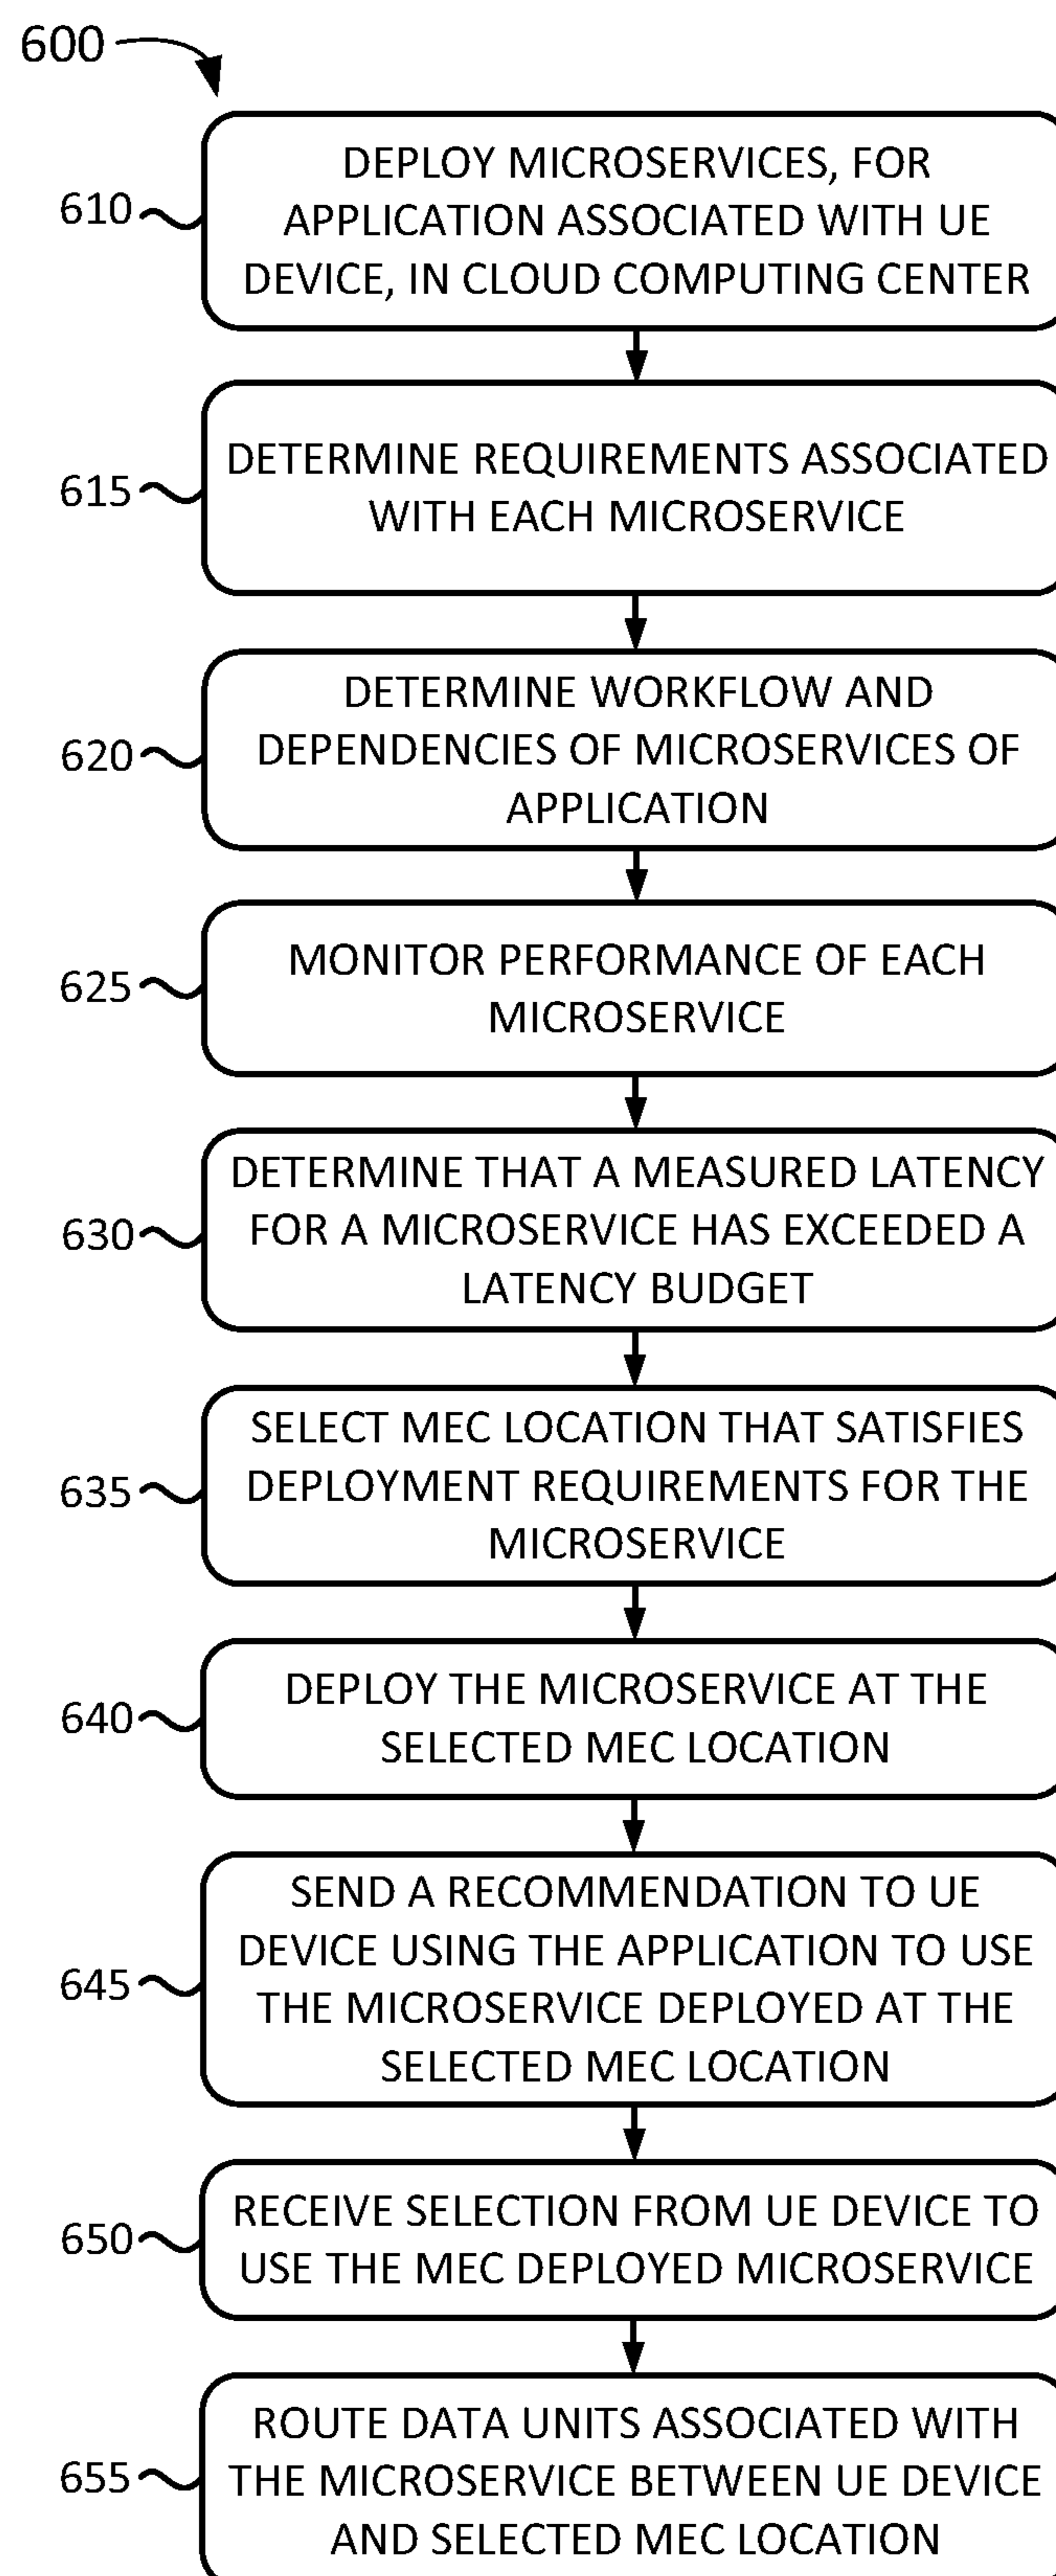 600
610
DEPLOY MICROSERVICES, FOR
APPLICATION ASSOCIATED WITH UE
DEVICE, IN CLOUD COMPUTING CENTER
615
DETERMINE REQUIREMENTS ASSOCIATED
WITH EACH MICROSERVICE
620
DETERMINE WORKFLOW AND
DEPENDENCIES OF MICROSERVICES OF
APPLICATION
625
MONITOR PERFORMANCE OF EACH
MICROSERVICE
630
DETERMINE THAT A MEASURED LATENCY
FOR A MICROSERVICE HAS EXCEEDED A
LATENCY BUDGET
635
SELECT MEC LOCATION THAT SATISFIES
DEPLOYMENT REQUIREMENTS FOR THE
MICROSERVICE
640
DEPLOY THE MICROSERVICE AT THE
SELECTED MEC LOCATION
645
SEND A RECOMMENDATION TO UE
DEVICE USING THE APPLICATION TO USE
THE MICROSERVICE DEPLOYED AT THE
SELECTED MEC LOCATION
650
RECEIVE SELECTION FROM UE DEVICE TO
USE THE MEC DEPLOYED MICROSERVICE
655
ROUTE DATA UNITS ASSOCIATED WITH
THE MICROSERVICE BETWEEN UE DEVICE
AND SELECTED MEC LOCATION